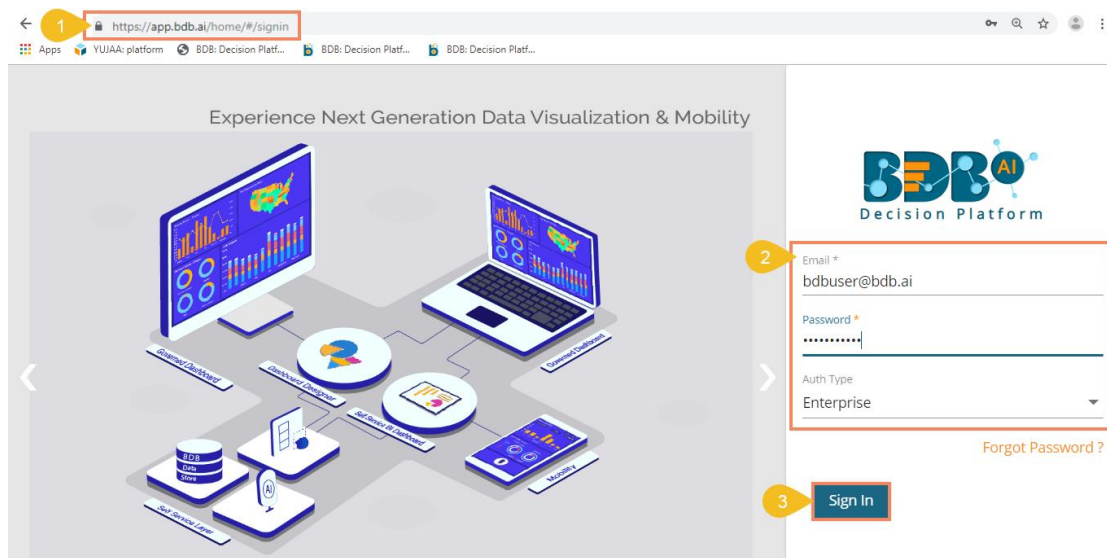 1
https://app.bdb.ai/home/#/signin
Apps YUJAA: platform BDB: Decision Platf... BDB: Decision Platf... BDB: Decision Platf...
Experience Next Generation Data Visualization & Mobility
Governed Dashboard
Dashboard Designer
Governed Dashboard
Self Service BI Dashboard
BDB
Data
Store
AI
Mobility
Self Service Layer
BDB AI
Decision Platform
2
Email *
bdbuser@bdb.ai
Password *
•••••••••••
Auth Type
Enterprise
Forgot Password ?
3
Sign In